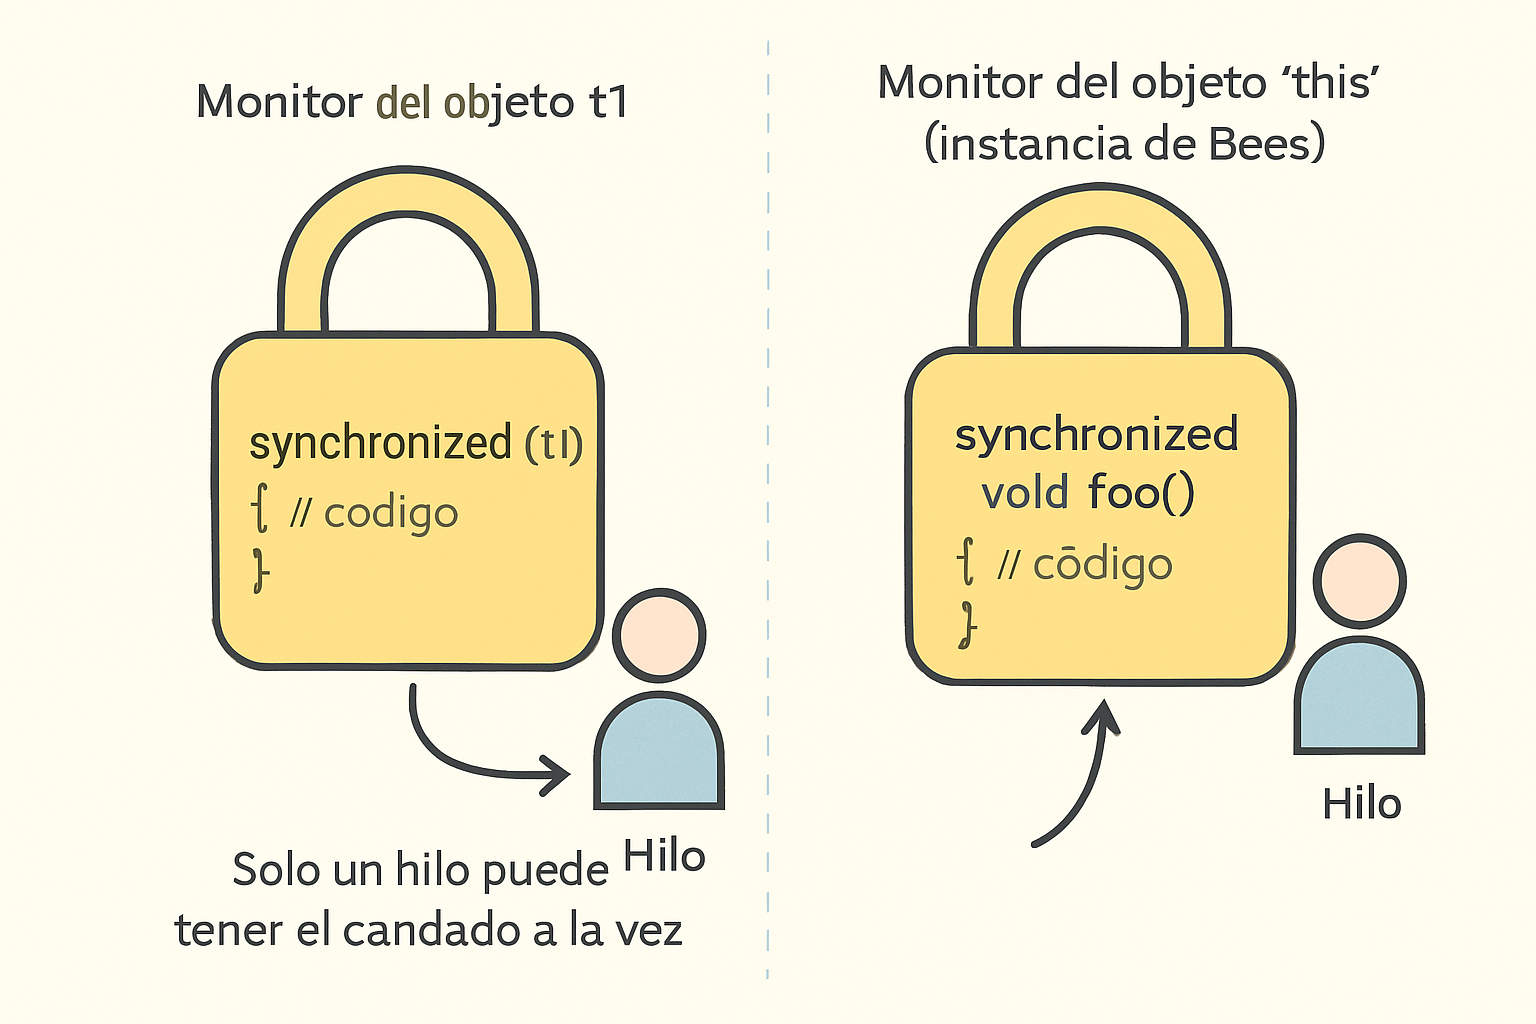 Monitor del objeto t1
synchronized (tI)
{ // codigo
}
Hilo
Solo un hilo puede
tener el candado a la vez
Monitor del objeto ‘this’
(instancia de Bees)
synchronized
vold foo()
{ // cōdigo
}
Hilo